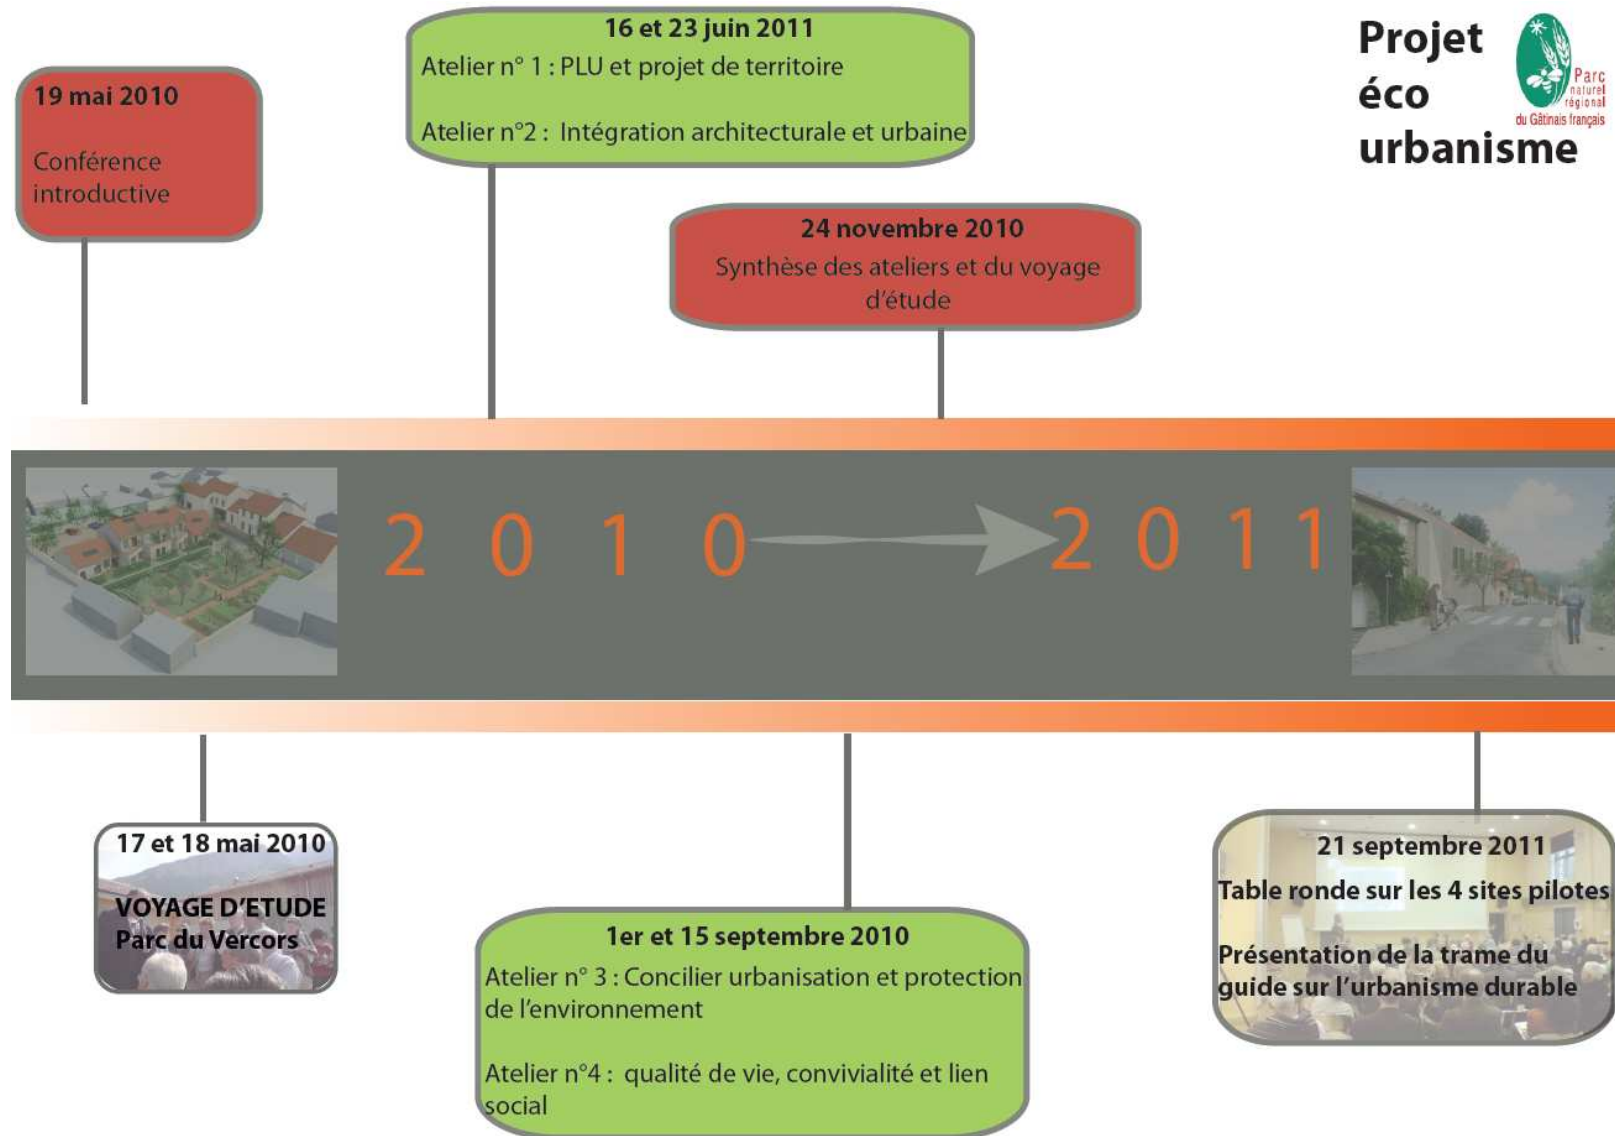 Projet
éco
urbanisme
Parc
naturel
régional
du Gâtinais français
19 mai 2010
Conférence
introductive
16 et 23 juin 2011
Atelier n° 1 : PLU et projet de territoire
Atelier n°2 : Intégration architecturale et urbaine
24 novembre 2010
Synthèse des ateliers et du voyage
d'étude
2 0 1 0 2 0 1 1
17 et 18 mai 2010
VOYAGE D'ETUDE
Parc du Vercors
1er et 15 septembre 2010
Atelier n° 3 : Concilier urbanisation et protection
de l'environnement
Atelier n°4 : qualité de vie, convivialité et lien
social
21 septembre 2011
Table ronde sur les 4 sites pilotes
Présentation de la trame du
guide sur l'urbanisme durable